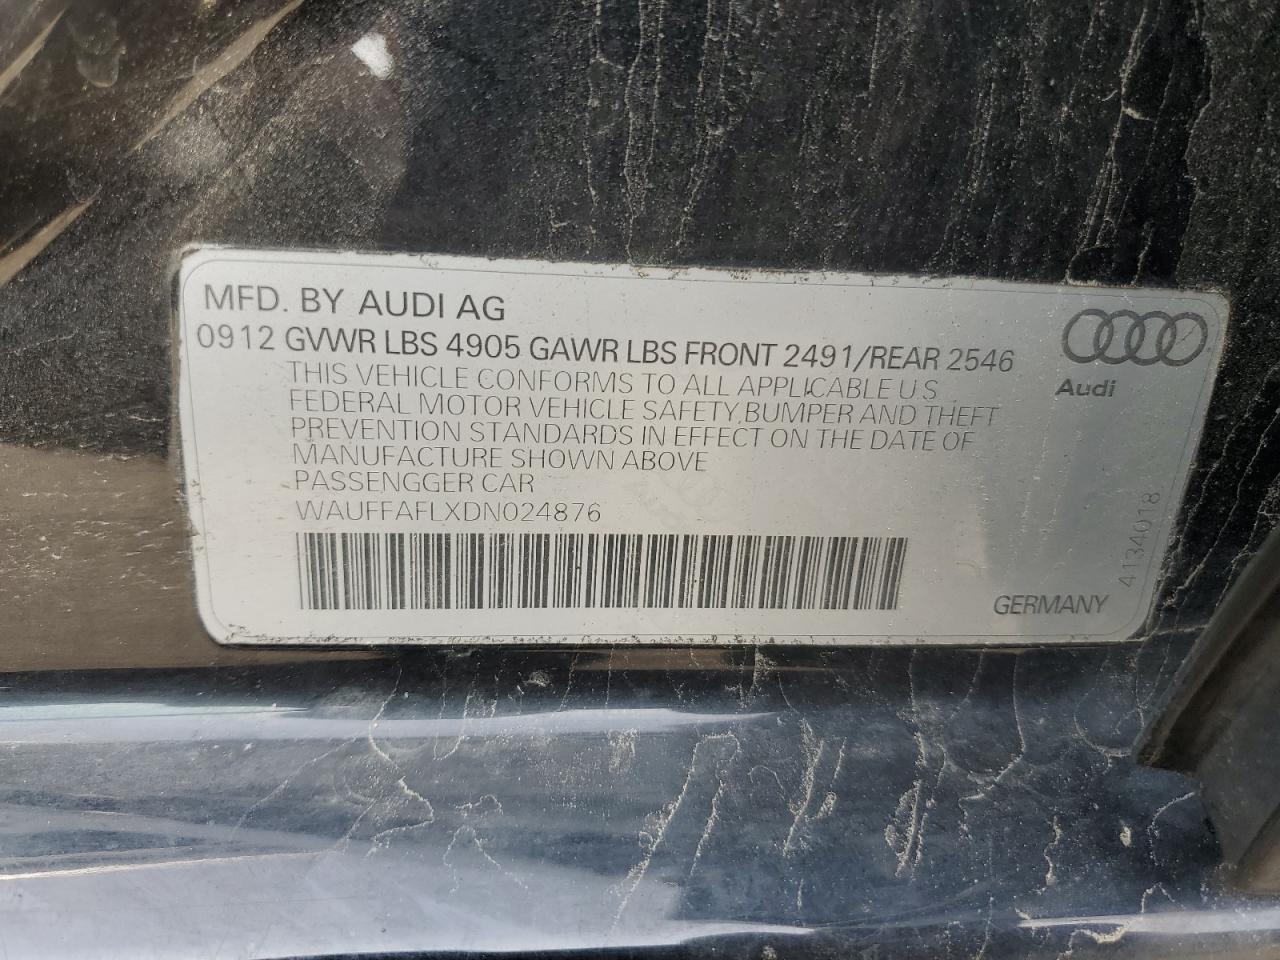 MFD. BY AUDI AG
0912 GVWR LBS 4905 GAWR LBS FRONT 2491/REAR 2546
THIS VEHICLE CONFORMS TO ALL APPLICABLE U.S
FEDERAL MOTOR VEHICLE SAFETY, BUMPER AND THEFT
PREVENTION STANDARDS IN EFFECT ON THE DATE OF
MANUFACTURE SHOWN ABOVE
PASSENGGER CAR
WAUFFAFLXDN024876
Audi
4134018
GERMANY